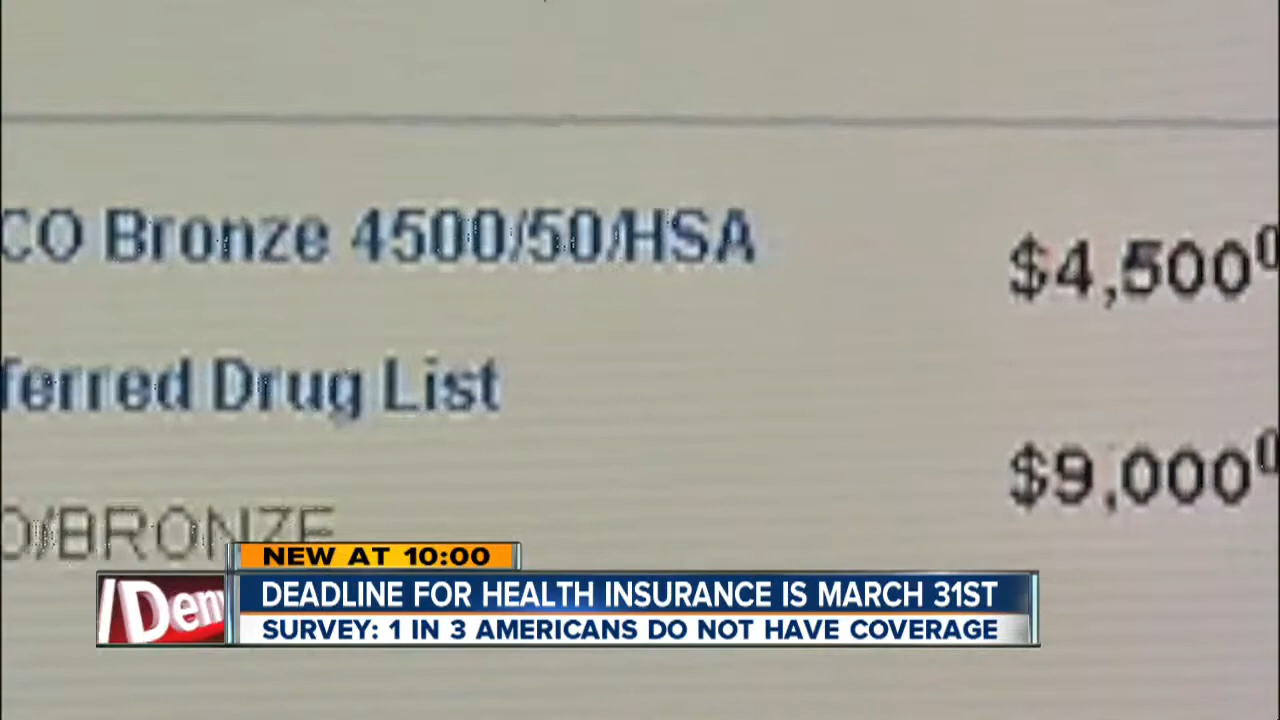 CO Bronze 4500/50/HSA
$4,500
ferred Drug List
$9,000
O/BRONZE
NEW AT 10:00
DEADLINE FOR HEALTH INSURANCE IS MARCH 31ST
Den
SURVEY: 1 IN 3 AMERICANS DO NOT HAVE COVERAGE